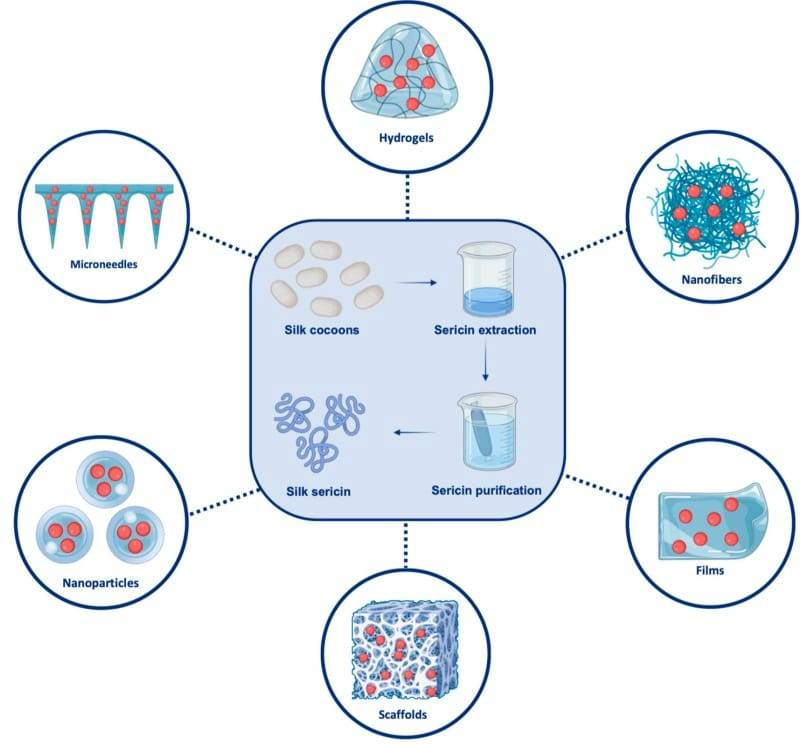 Hydrogels
Microneedles
Nanofibers
Silk cocoons
Sericin extraction
Silk sericin
Sericin purification
Nanoparticles
Films
Scaffolds